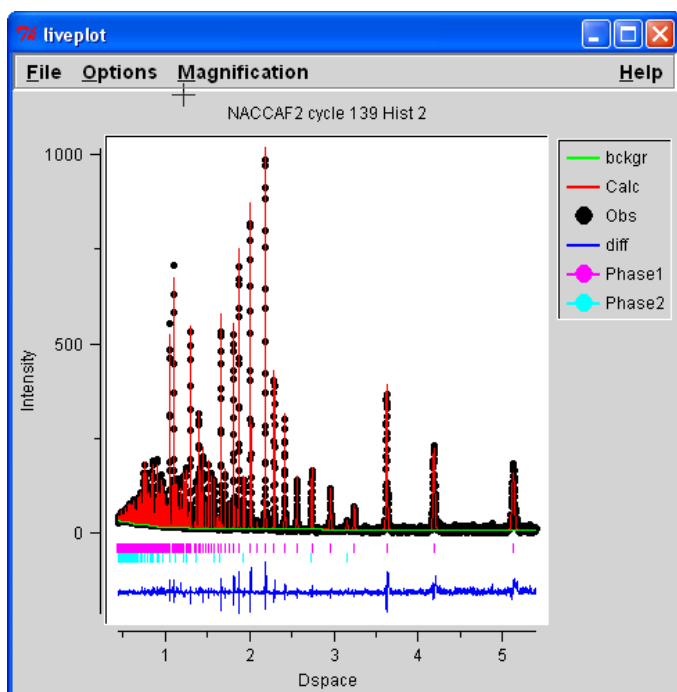 liveplot
File Options Magnification Help
NACCAF2 cycle 139 Hist 2
bckgr
Calc
Obs
diff
Phase1
Phase2
1000
500
0
Intensity
1 2 3 4 5
Dspace